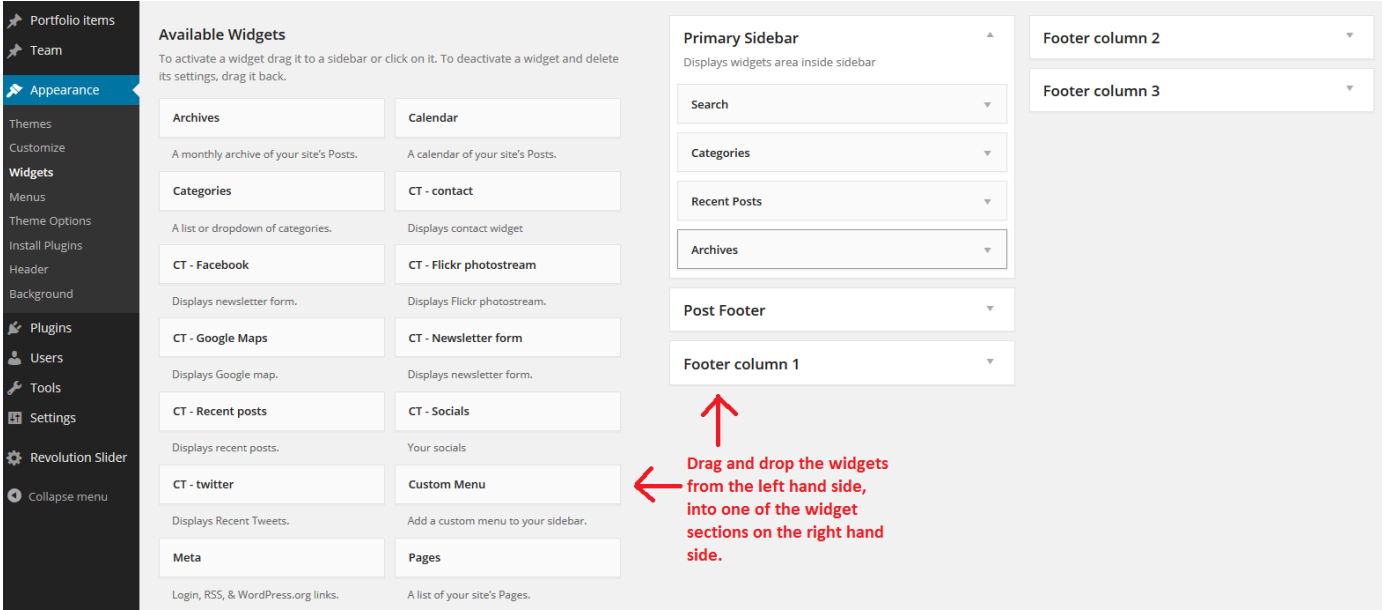 Portfolio items
Team
Appearance
Themes
Customize
Widgets
Menus
Theme Options
Install Plugins
Header
Background
Plugins
Users
Tools
Settings
Revolution Slider
Collapse menu
Available Widgets
To activate a widget drag it to a sidebar or click on it. To deactivate a widget and delete
its settings, drag it back.
Archives
A monthly archive of your site's Posts.
Calendar
A calendar of your site's Posts.
Categories
A list or dropdown of categories.
CT - contact
Displays contact widget
CT - Facebook
Displays newsletter form.
CT - Flickr photostream
Displays Flickr photostream.
CT - Google Maps
Displays Google map.
CT - Newsletter form
Displays newsletter form.
CT - Recent posts
Displays recent posts.
CT - Socials
Your socials
CT - twitter
Displays Recent Tweets.
Custom Menu
Add a custom menu to your sidebar.
Meta
Login, RSS, & WordPress.org links.
Pages
A list of your site's Pages.
Primary Sidebar
Displays widgets area inside sidebar
Search
Categories
Recent Posts
Archives
Post Footer
Footer column 1
Drag and drop the widgets
from the left hand side,
into one of the widget
sections on the right hand
side.
Footer column 2
Footer column 3